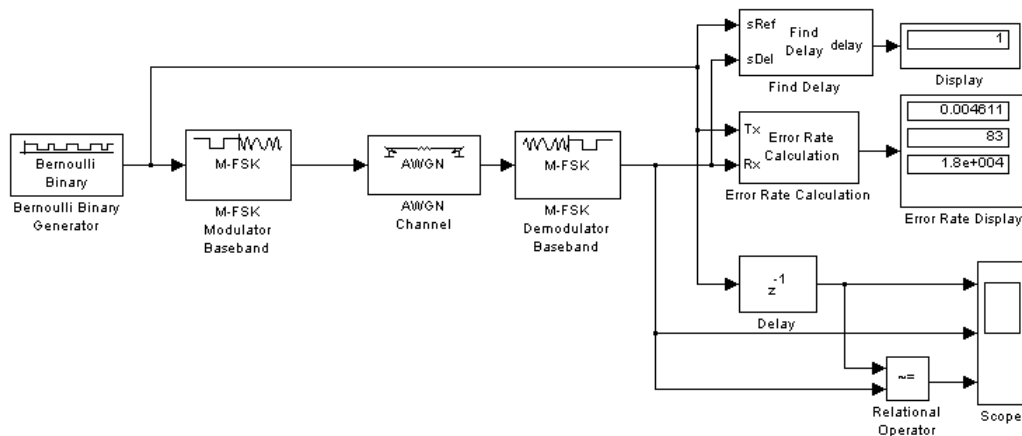 sRef
sDel
Find
Delay
delay
Find Delay
1
Display
Tx
Rx
Error Rate
Calculation
Error Rate Calculation
0.004611
83
1.8e+004
Error Rate Display
Bernoulli
Binary
Bernoulli Binary
Generator
M-FSK
M-FSK
Modulator
Baseband
AWGN
AWGN
Channel
M-FSK
M-FSK
Demodulator
Baseband
z-1
Delay
~=
Relational
Operator
Scope